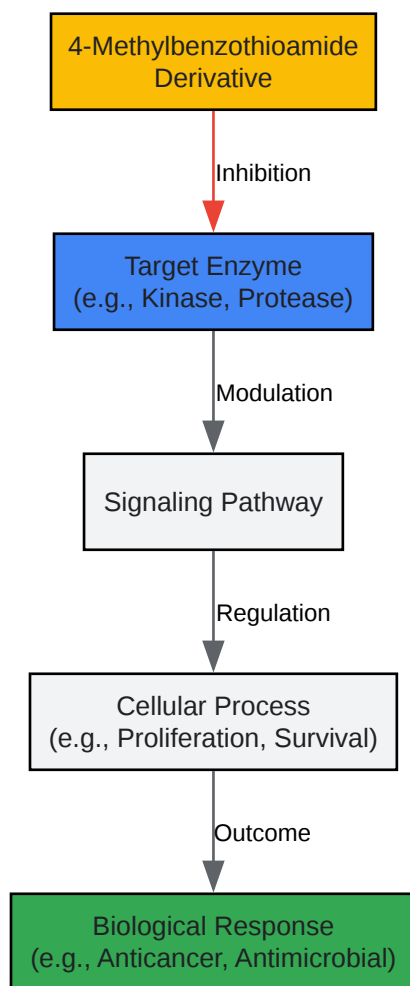 4-Methylbenzothioamide
Derivative
Inhibition
Target Enzyme
(e.g., Kinase, Protease)
Modulation
Signaling Pathway
Regulation
Cellular Process
(e.g., Proliferation, Survival)
Outcome
Biological Response
(e.g., Anticancer, Antimicrobial)